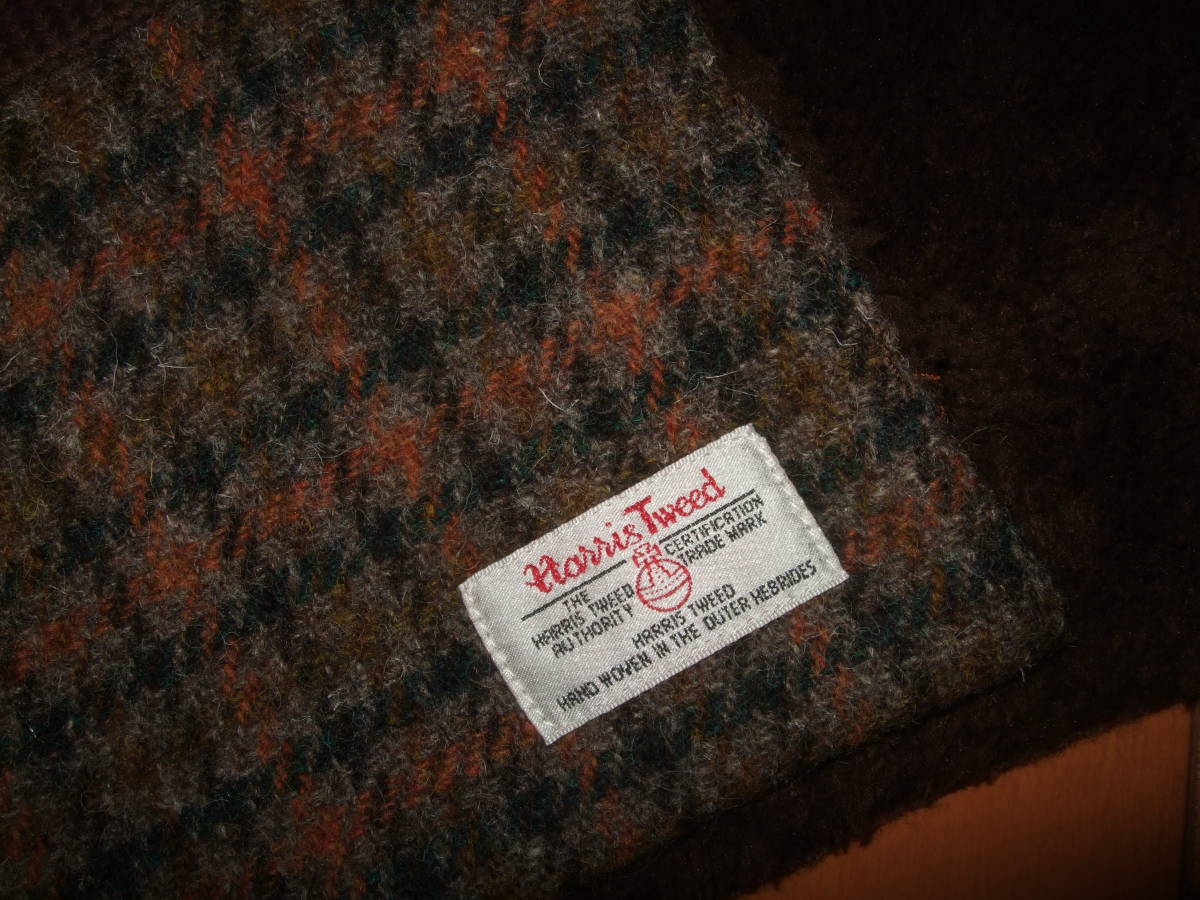 Harris Tweed
THE
HARRIS TWEED
AUTHORITY
CERTIFICATION
TRADE MARK
HARRIS TWEED
HAND WOVEN IN THE OUTER HEBRIDES